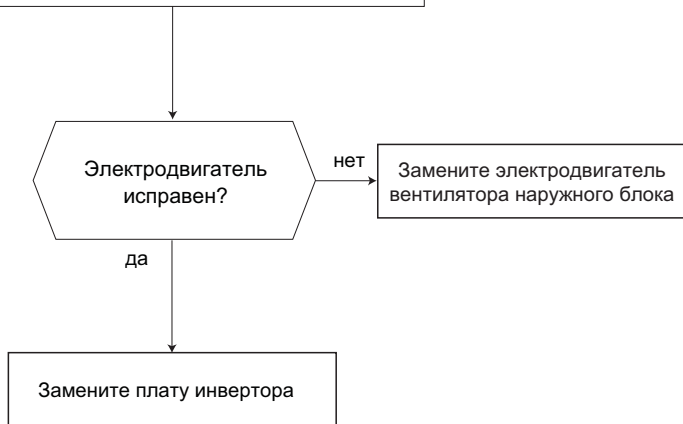 Электродвигатель
исправен?
нет
Замените электродвигатель
вентилятора наружного блока
да
Замените плату инвертора